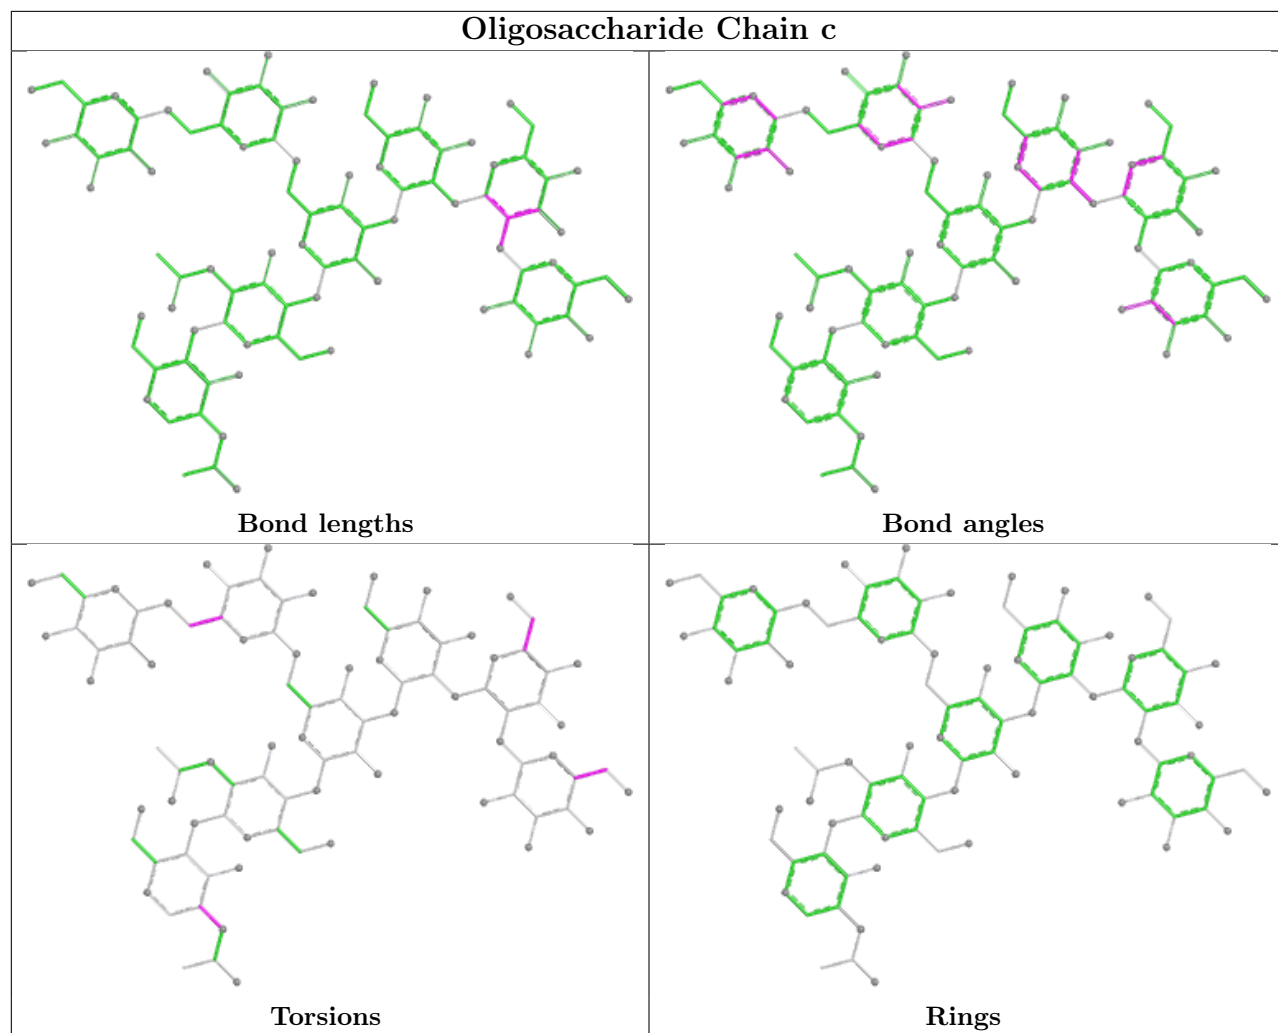 Oligosaccharide Chain c
Bond lengths
Bond angles
Torsions
Rings